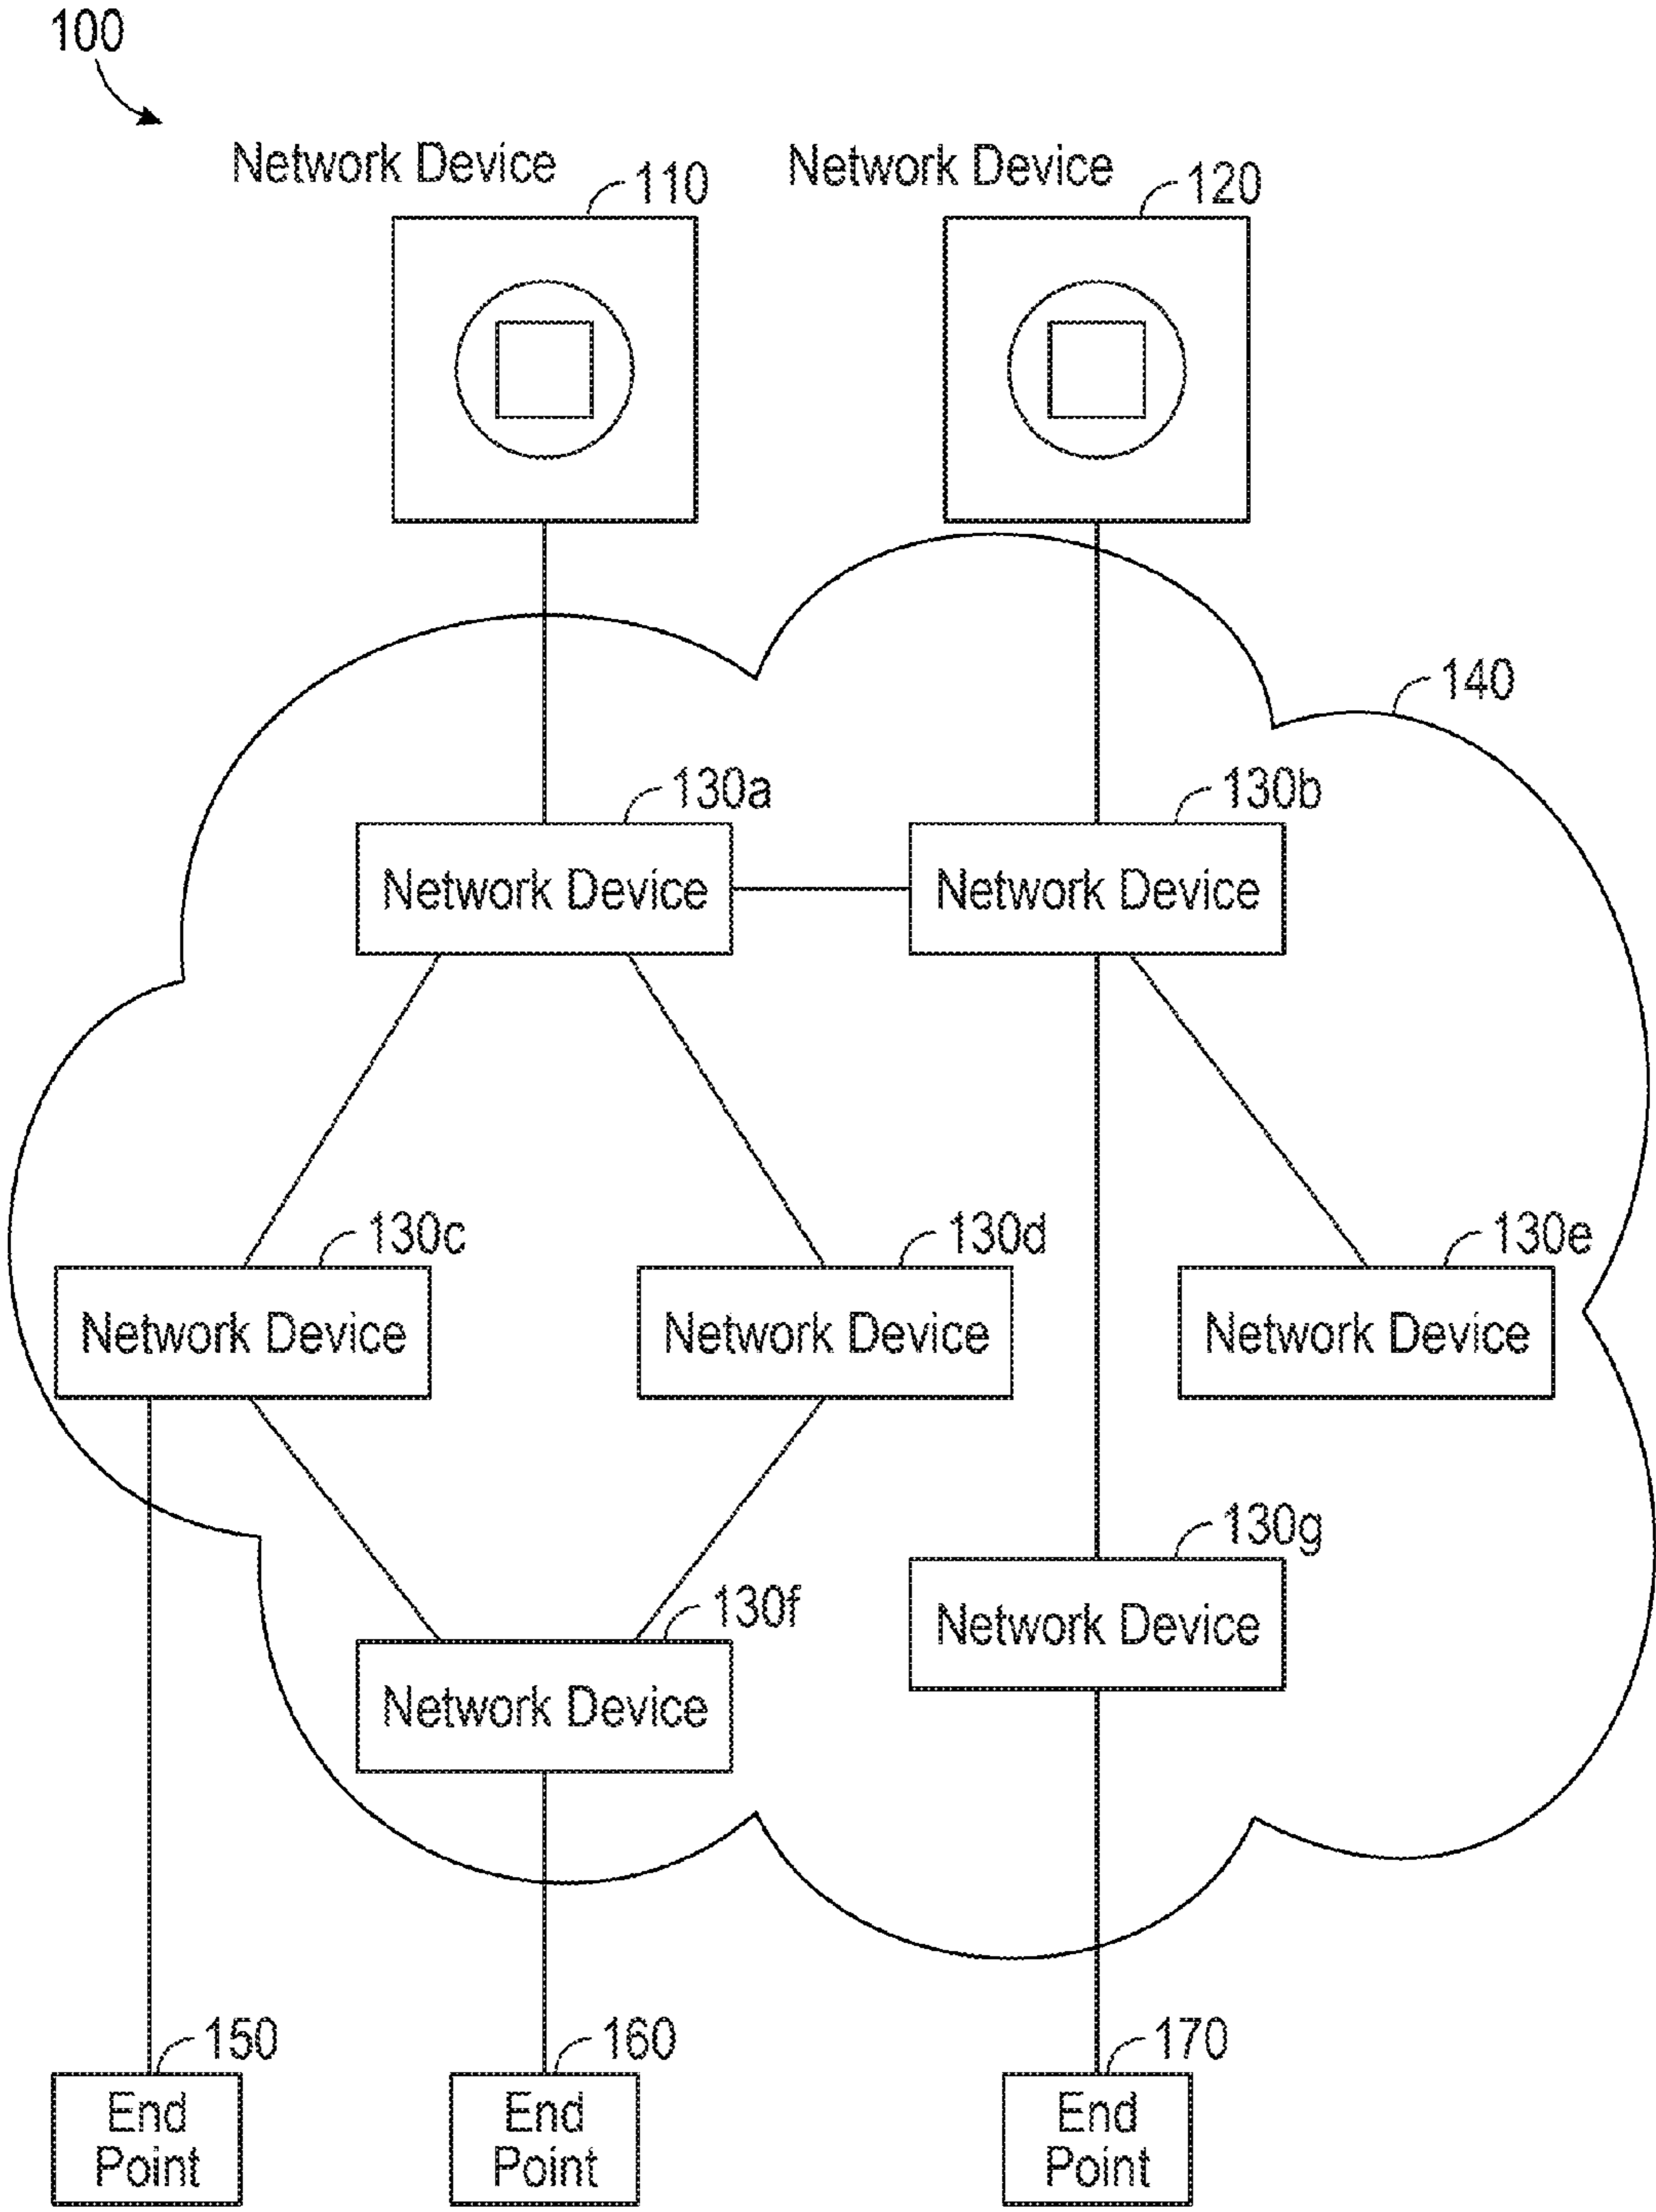 100
Network Device
110
Network Device
120
140
130a
Network Device
130b
Network Device
130c
Network Device
130d
Network Device
130e
Network Device
130g
Network Device
130f
Network Device
150
End
Point
160
End
Point
170
End
Point